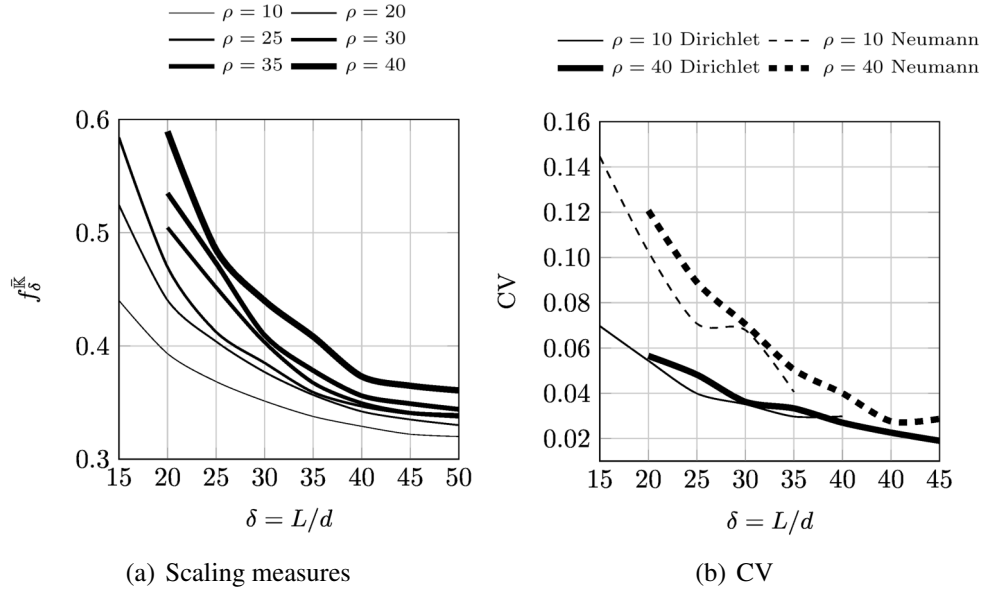 ρ = 10 ρ = 20
ρ = 25 ρ = 30
ρ = 35 ρ = 40
0.6
0.5
0.4
0.3
f_δ^𝕂̄
15 20 25 30 35 40 45 50
δ = L/d
(a) Scaling measures
ρ = 10 Dirichlet ρ = 10 Neumann
ρ = 40 Dirichlet ρ = 40 Neumann
0.16
0.14
0.12
0.10
0.08
0.06
0.04
0.02
CV
15 20 25 30 35 40 45
δ = L/d
(b) CV